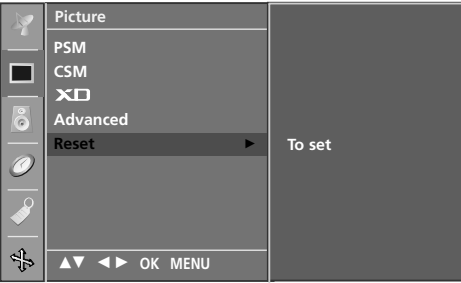 Picture
PSM
CSM
XD
Advanced
Reset ► To set
▲▼ ◄► OK MENU